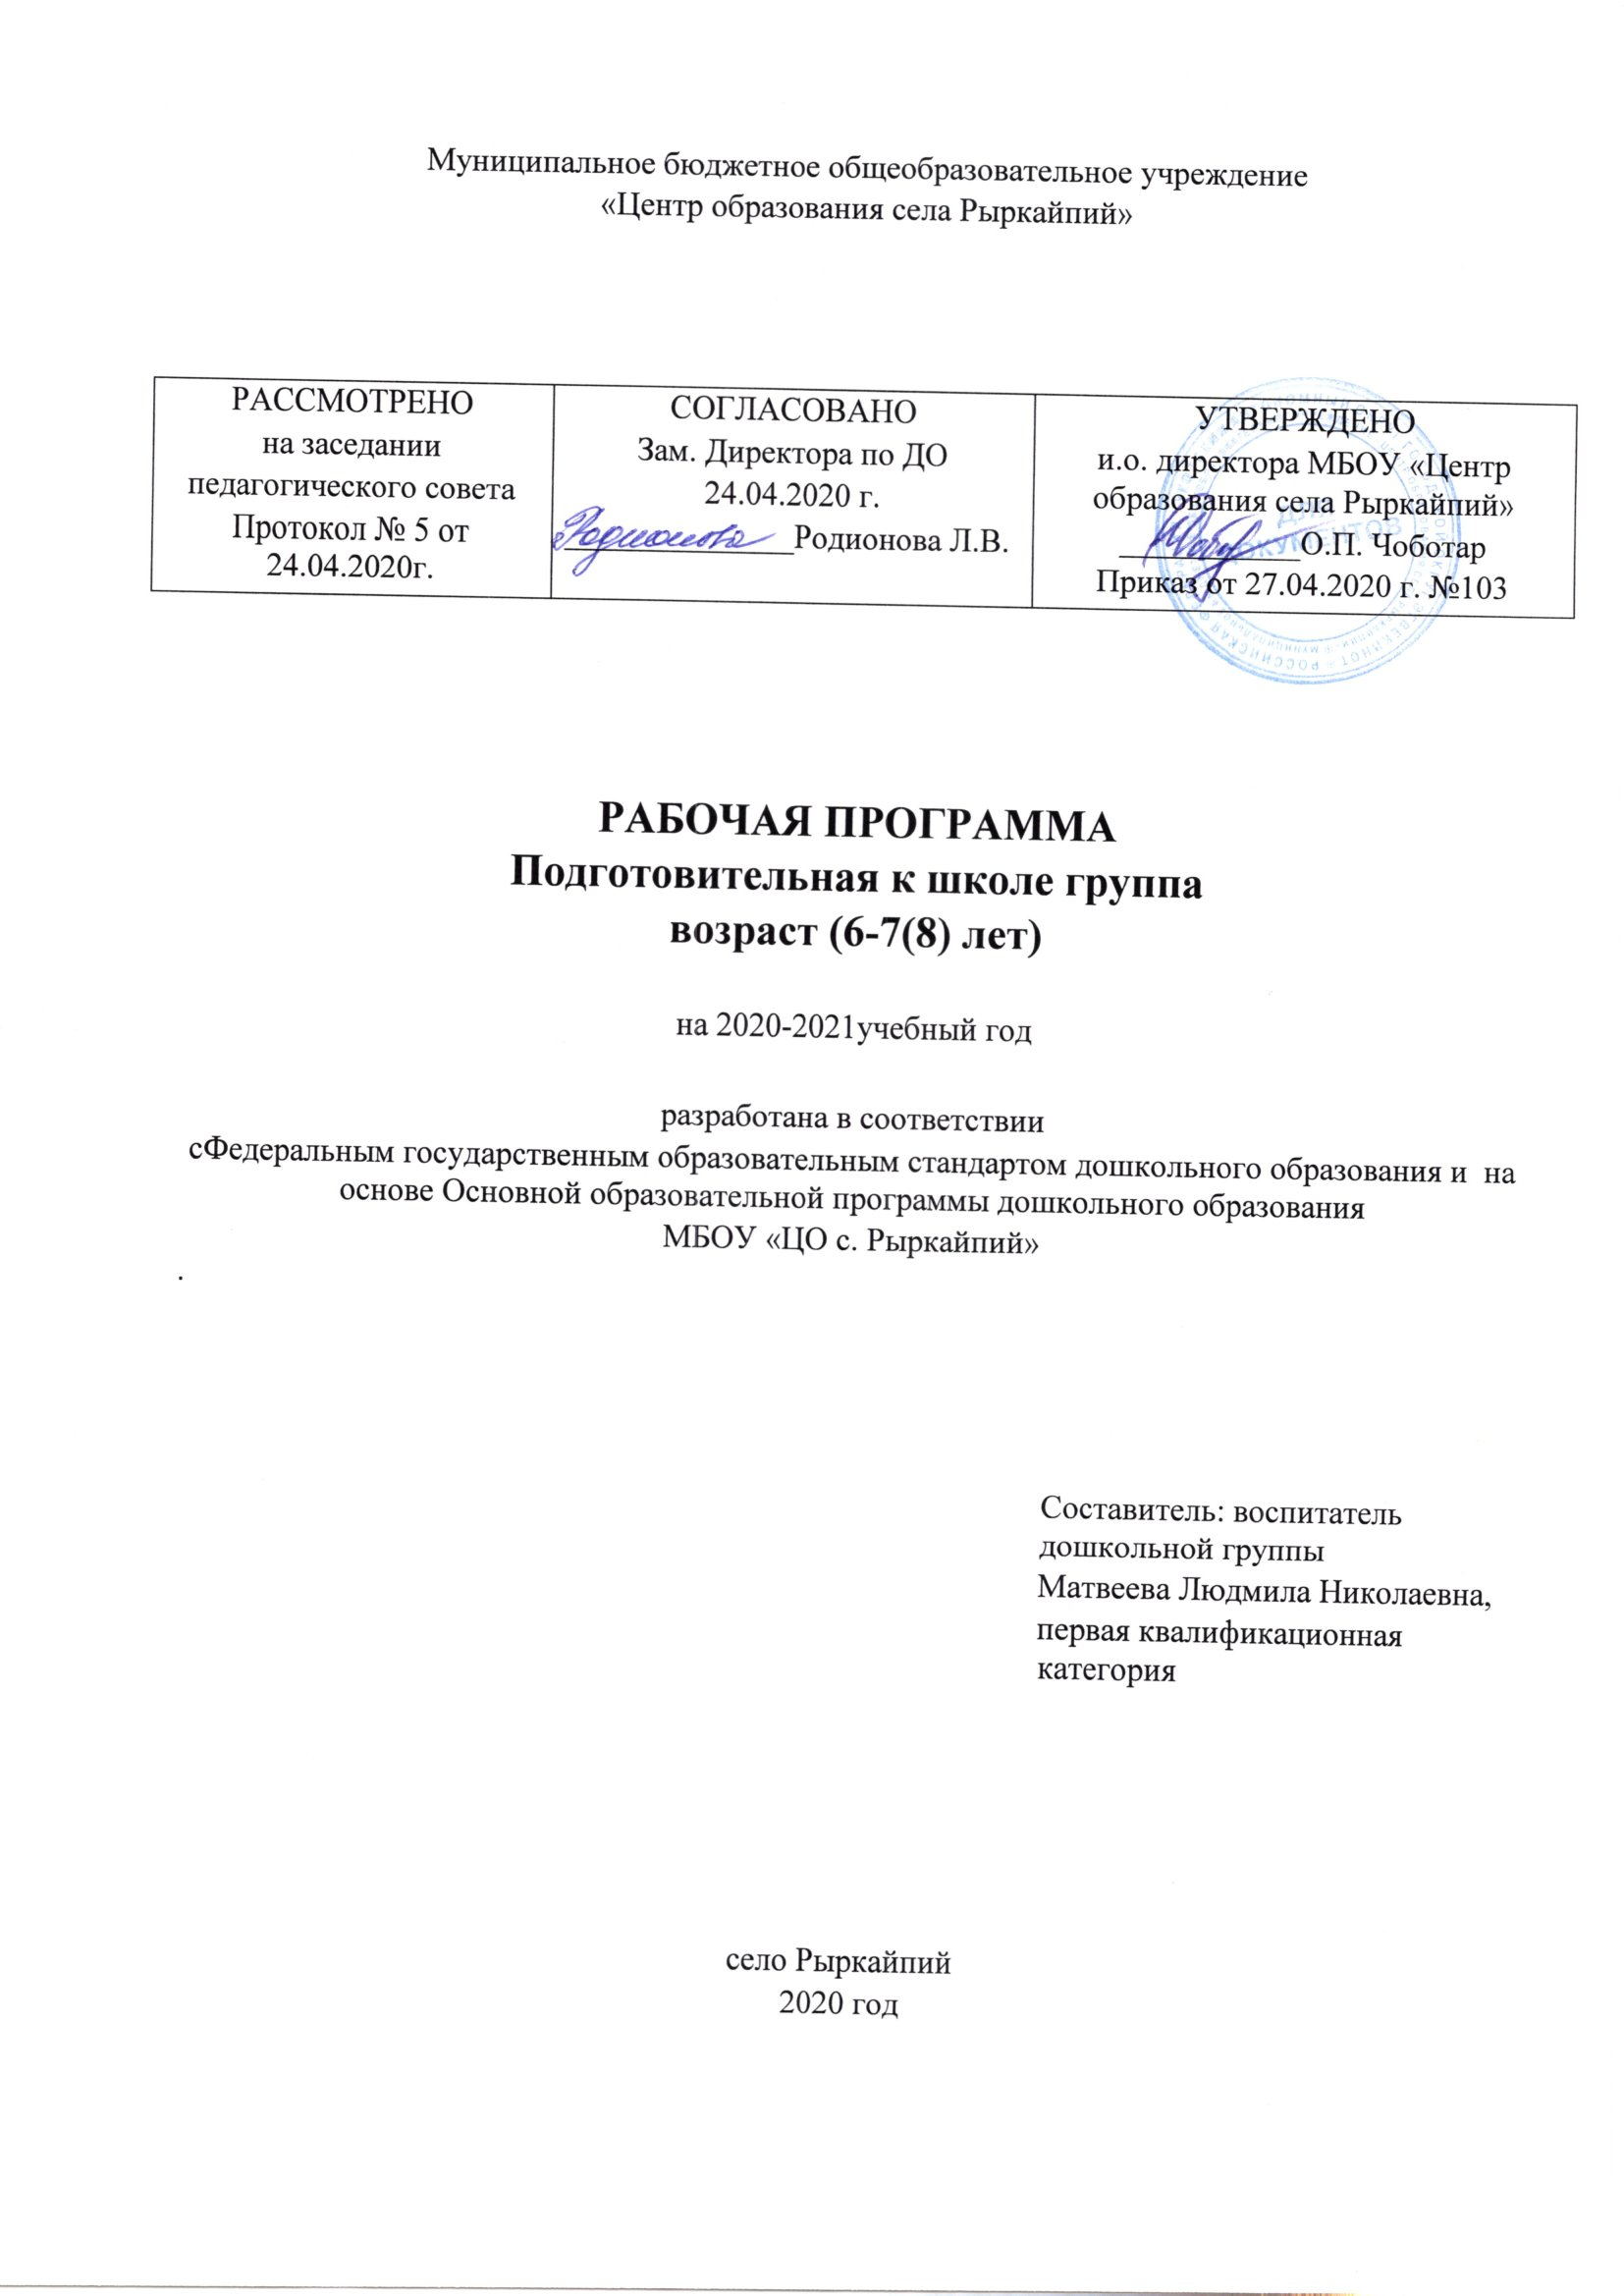 Муниципальное бюджетное общеобразовательное учреждение
«Центр образования села Рыркайпий»
РАССМОТРЕНО
на заседании
педагогического совета
Протокол № 5 от
24.04.2020г.
СОГЛАСОВАНО
Зам. Директора по ДО
24.04.2020 г.
Родионова Родионова Л.В.
УТВЕРЖДЕНО
и.о. директора МБОУ «Центр
образования села Рыркайпий»
О.П. Чоботар
Приказ от 27.04.2020 г. №103
ДЛЯ
ДОКУМЕНТОВ
РАБОЧАЯ ПРОГРАММА
Подготовительная к школе группа
возраст (6-7(8) лет)
на 2020-2021учебный год
разработана в соответствии
сФедеральным государственным образовательным стандартом дошкольного образования и  на
основе Основной образовательной программы дошкольного образования
МБОУ «ЦО с. Рыркайпий»
.
Составитель: воспитатель
дошкольной группы
Матвеева Людмила Николаевна,
первая квалификационная
категория
село Рыркайпий
2020 год